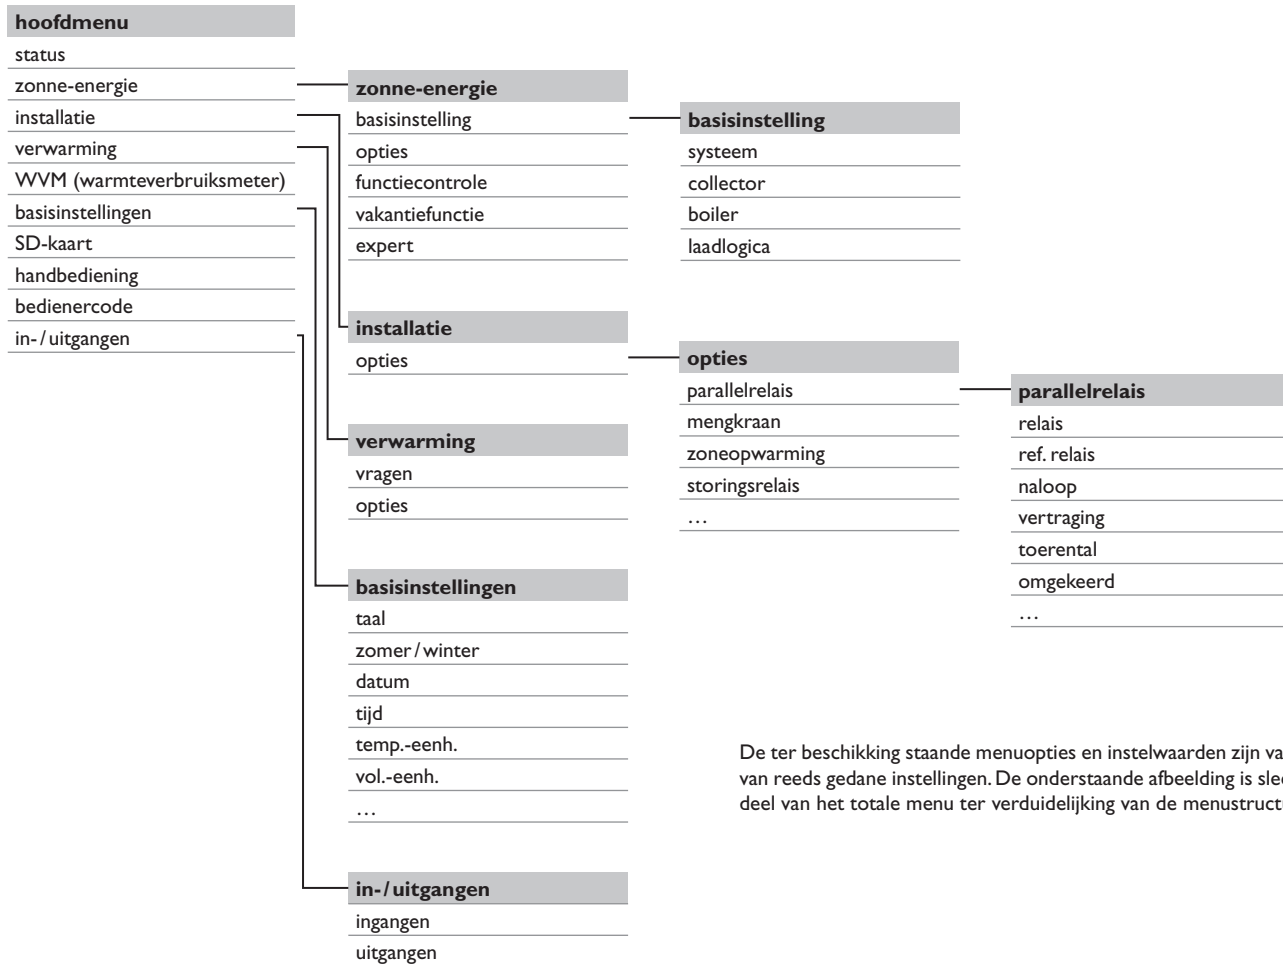 hoofdmenu
status
zonne-energie
installatie
verwarming
WVM (warmteverbruiksmeter)
basisinstellingen
SD-kaart
handbediening
bedienercode
in- / uitgangen
zonne-energie
basisinstelling
opties
functiecontrole
vakantiefunctie
expert
basisinstelling
systeem
collector
boiler
laadlogica
installatie
opties
opties
parallelrelais
mengkraan
zoneopwarming
storingsrelais
…
parallelrelais
relais
ref. relais
naloop
vertraging
toerental
omgekeerd
…
verwarming
vragen
opties
basisinstellingen
taal
zomer / winter
datum
tijd
temp.-eenh.
vol.-eenh.
…
in- / uitgangen
ingangen
uitgangen
De ter beschikking staande menuopties en instelwaarden zijn
van reeds gedane instellingen. De onderstaande afbeelding is
deel van het totale menu ter verduidelijking van de